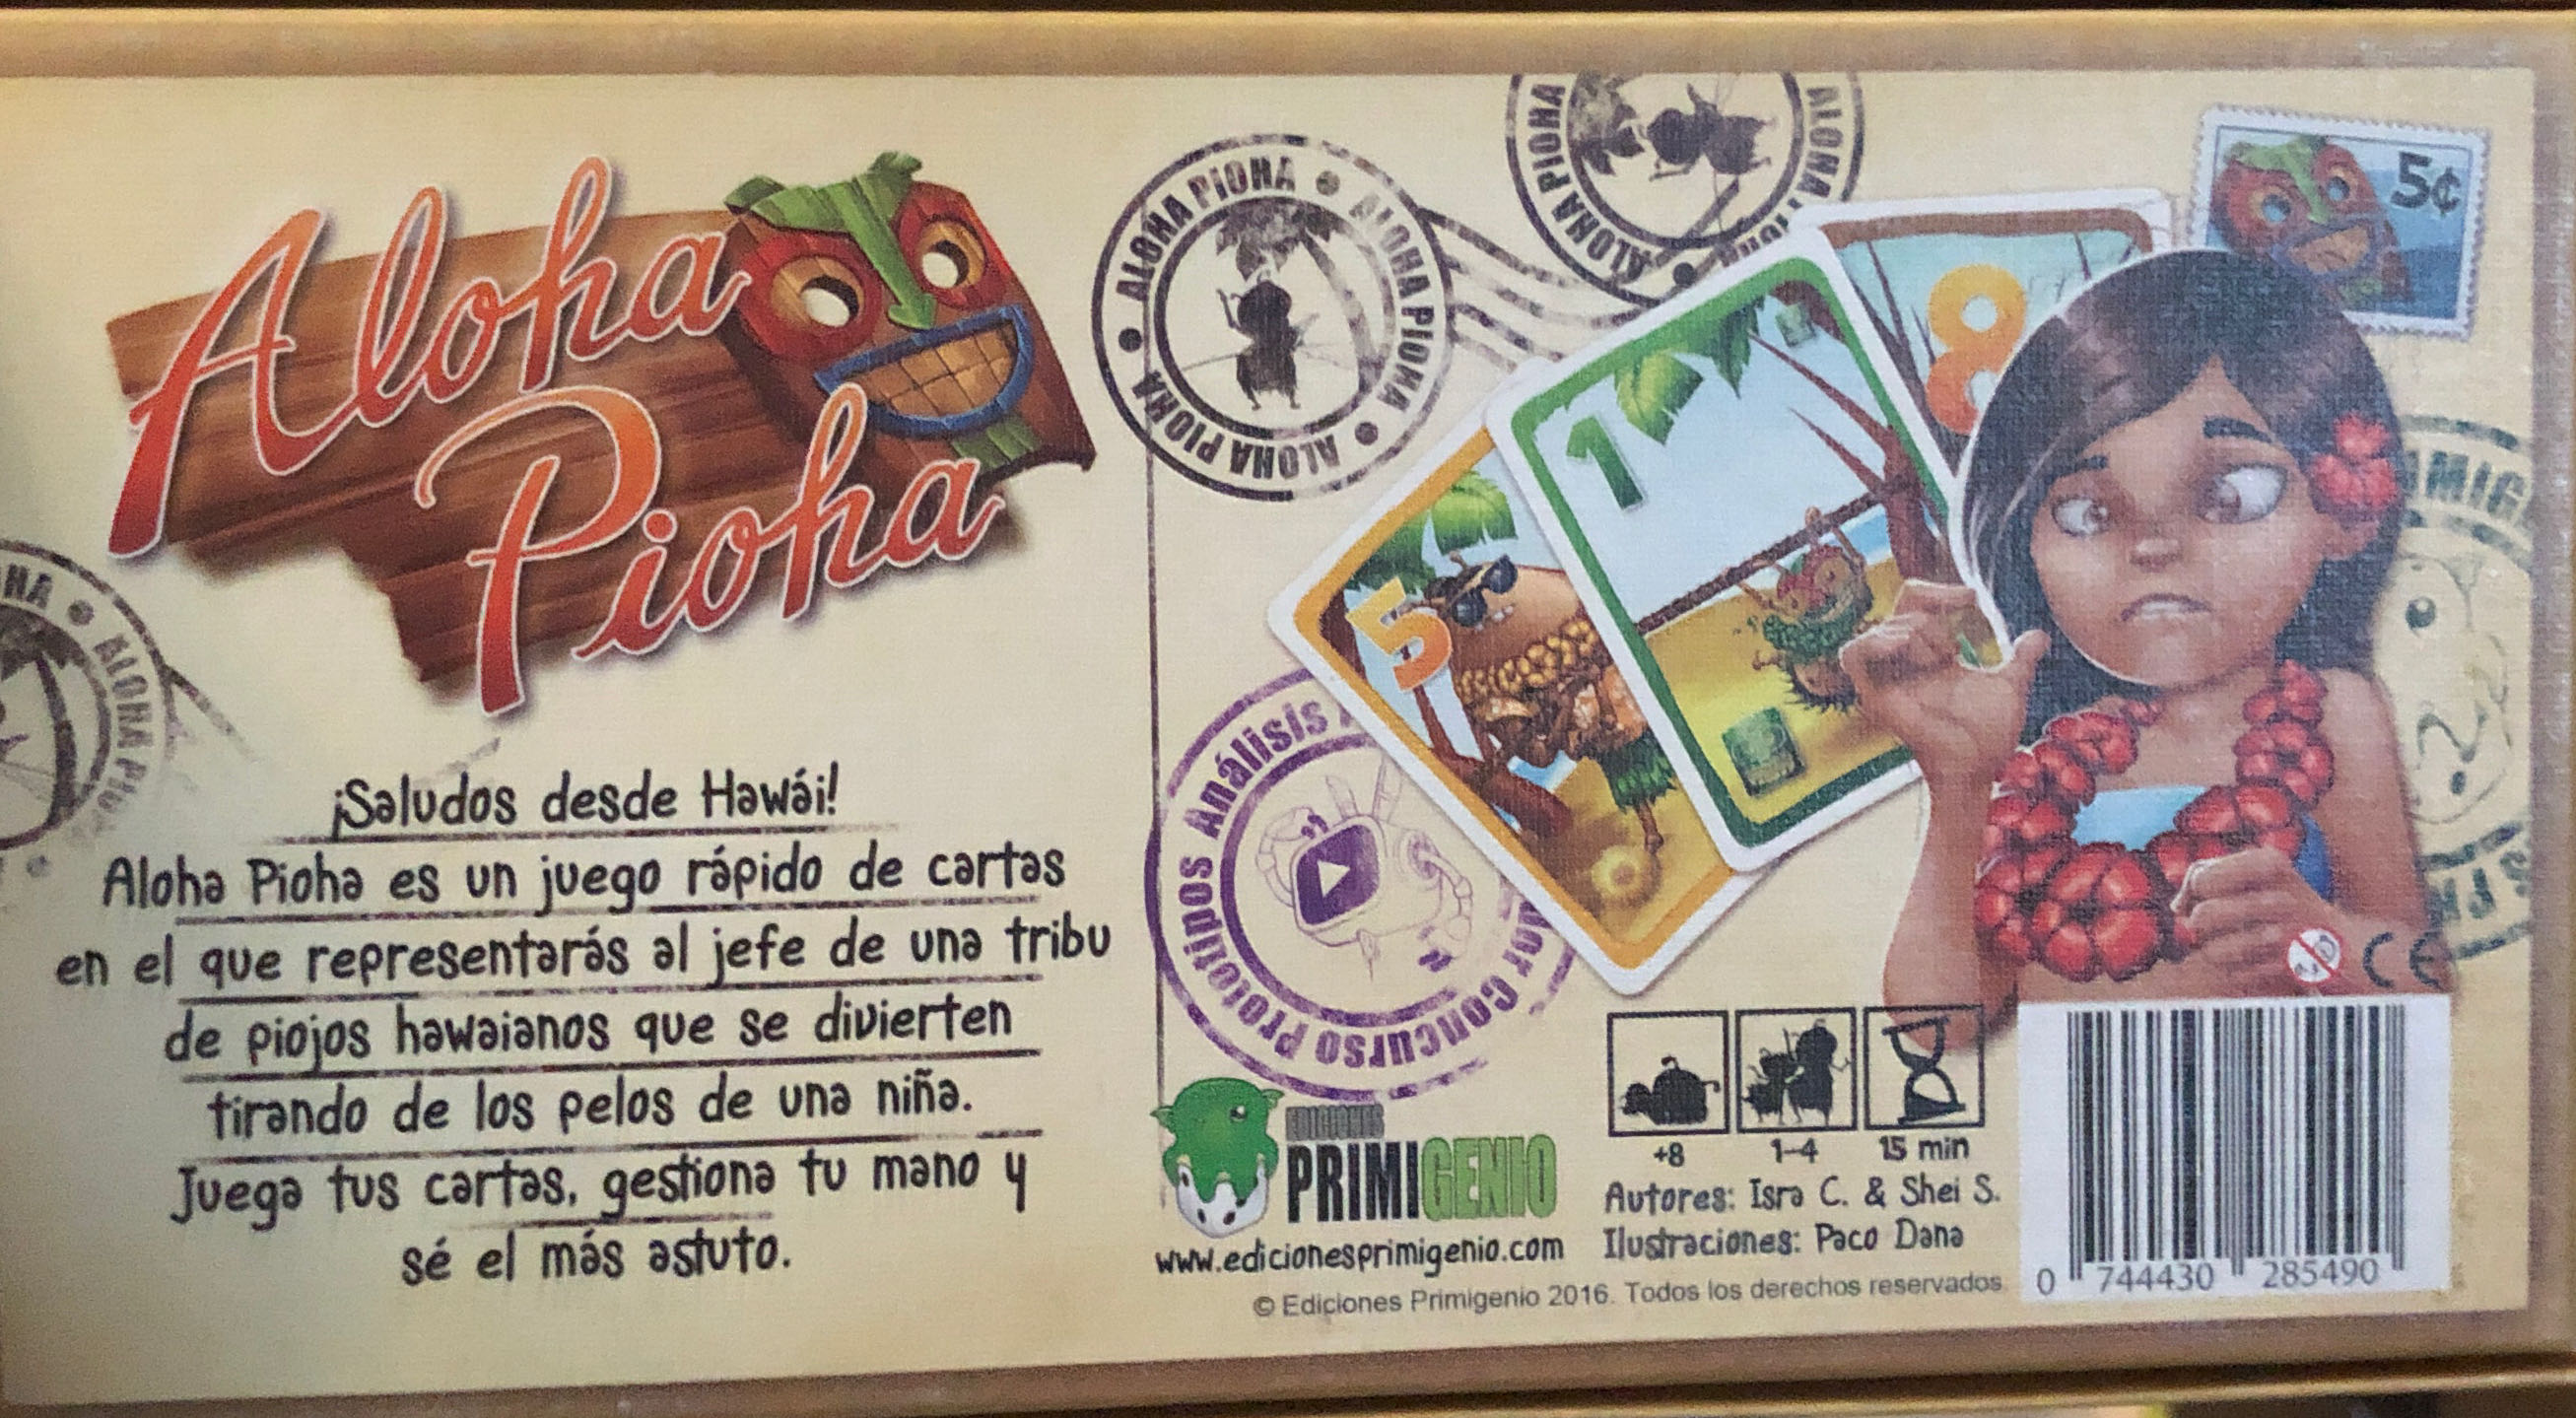 Aloha
Pioha
¡Saludos desde Hawái!
Aloha Pioha es un juego rápido de cartas
en el que representarás al jefe de una tribu
de piojos hawaianos que se divierten
tirando de los pelos de una niña.
Juega tus cartas, gestiona tu mano y
sé el más astuto.
ALOHA PIOHA • ALOHA PIOHA • ALOHA PIOHA •
ALOHA PIOHA • ALOHA
5¢
8
1
5
Prototipos Análisis
Concurso
EDICIONES
PRIMIGENIO
www.edicionesprimigenio.com
+8
1-4
15 min
Autores: Isra C. & Shei S.
Ilustraciones: Paco Dana
© Ediciones Primigenio 2016. Todos los derechos reservados.
CE
0 744430 285490